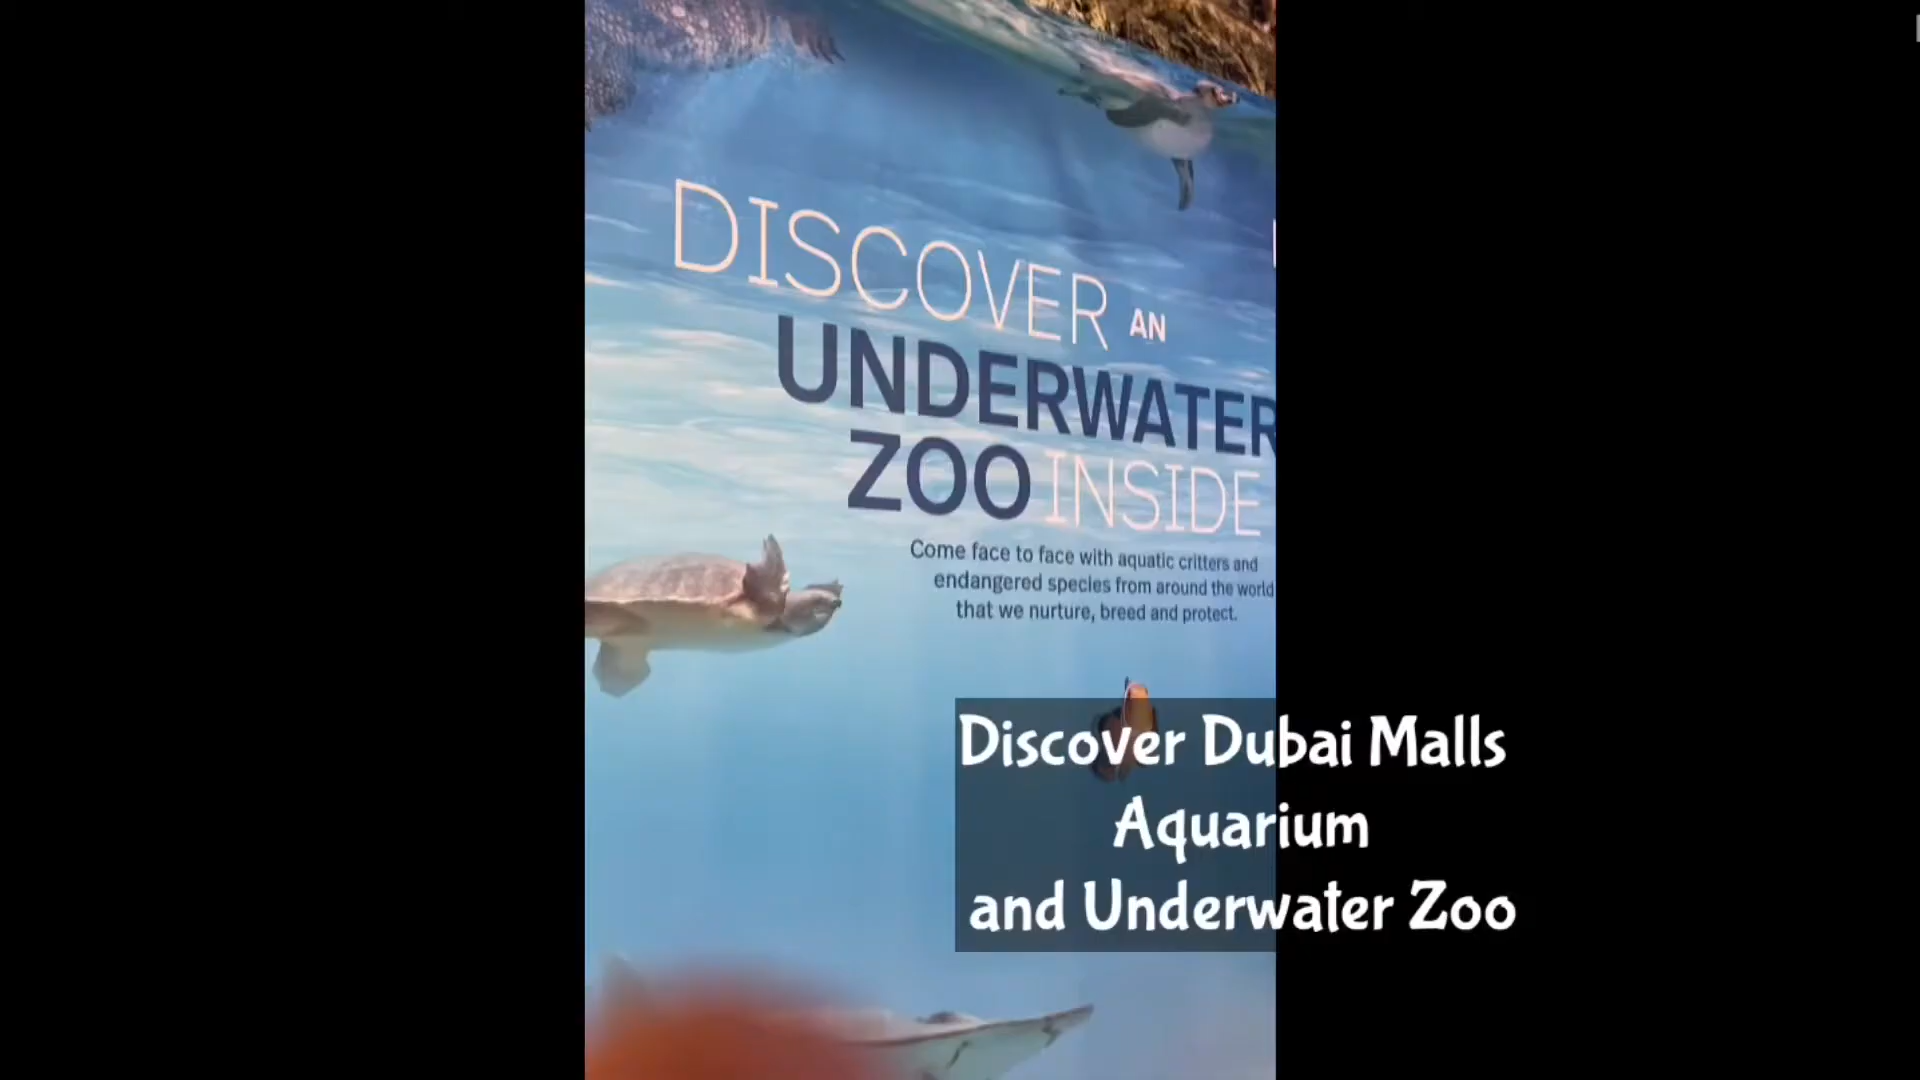 DISCOVER AN
UNDERWATER
ZOO INSIDE
Come face to face with aquatic critters and
endangered species from around the world
that we nurture, breed and protect.
Discover Dubai Malls
Aquarium
and Underwater Zoo